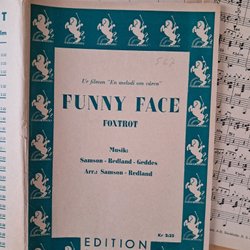 567
Ur filmen "En melodi om våren"
FUNNY FACE
FOXTROT
Musik:
Samson - Redland - Geddes
Arr.: Samson - Redland
Kr 2:25
EDITION